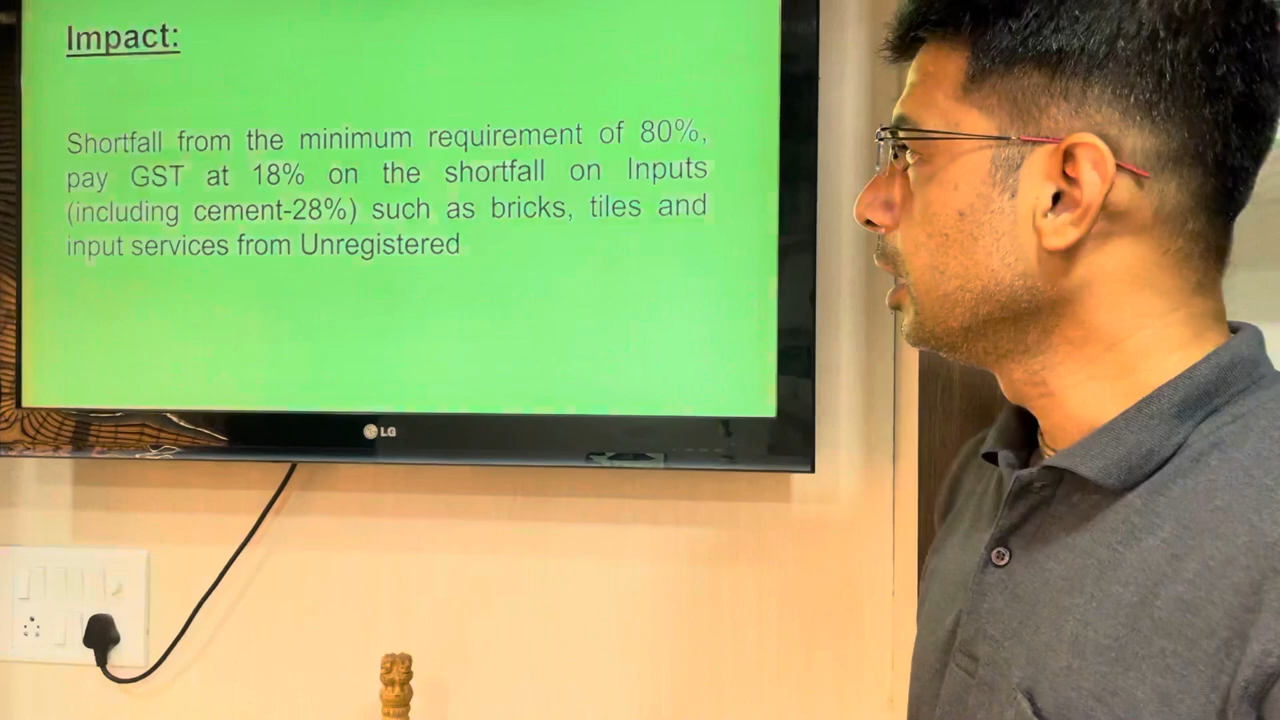 Impact:
Shortfall from the minimum requirement of 80%,
pay GST at 18% on the shortfall on Inputs
(including cement-28%) such as bricks, tiles and
input services from Unregistered
LG